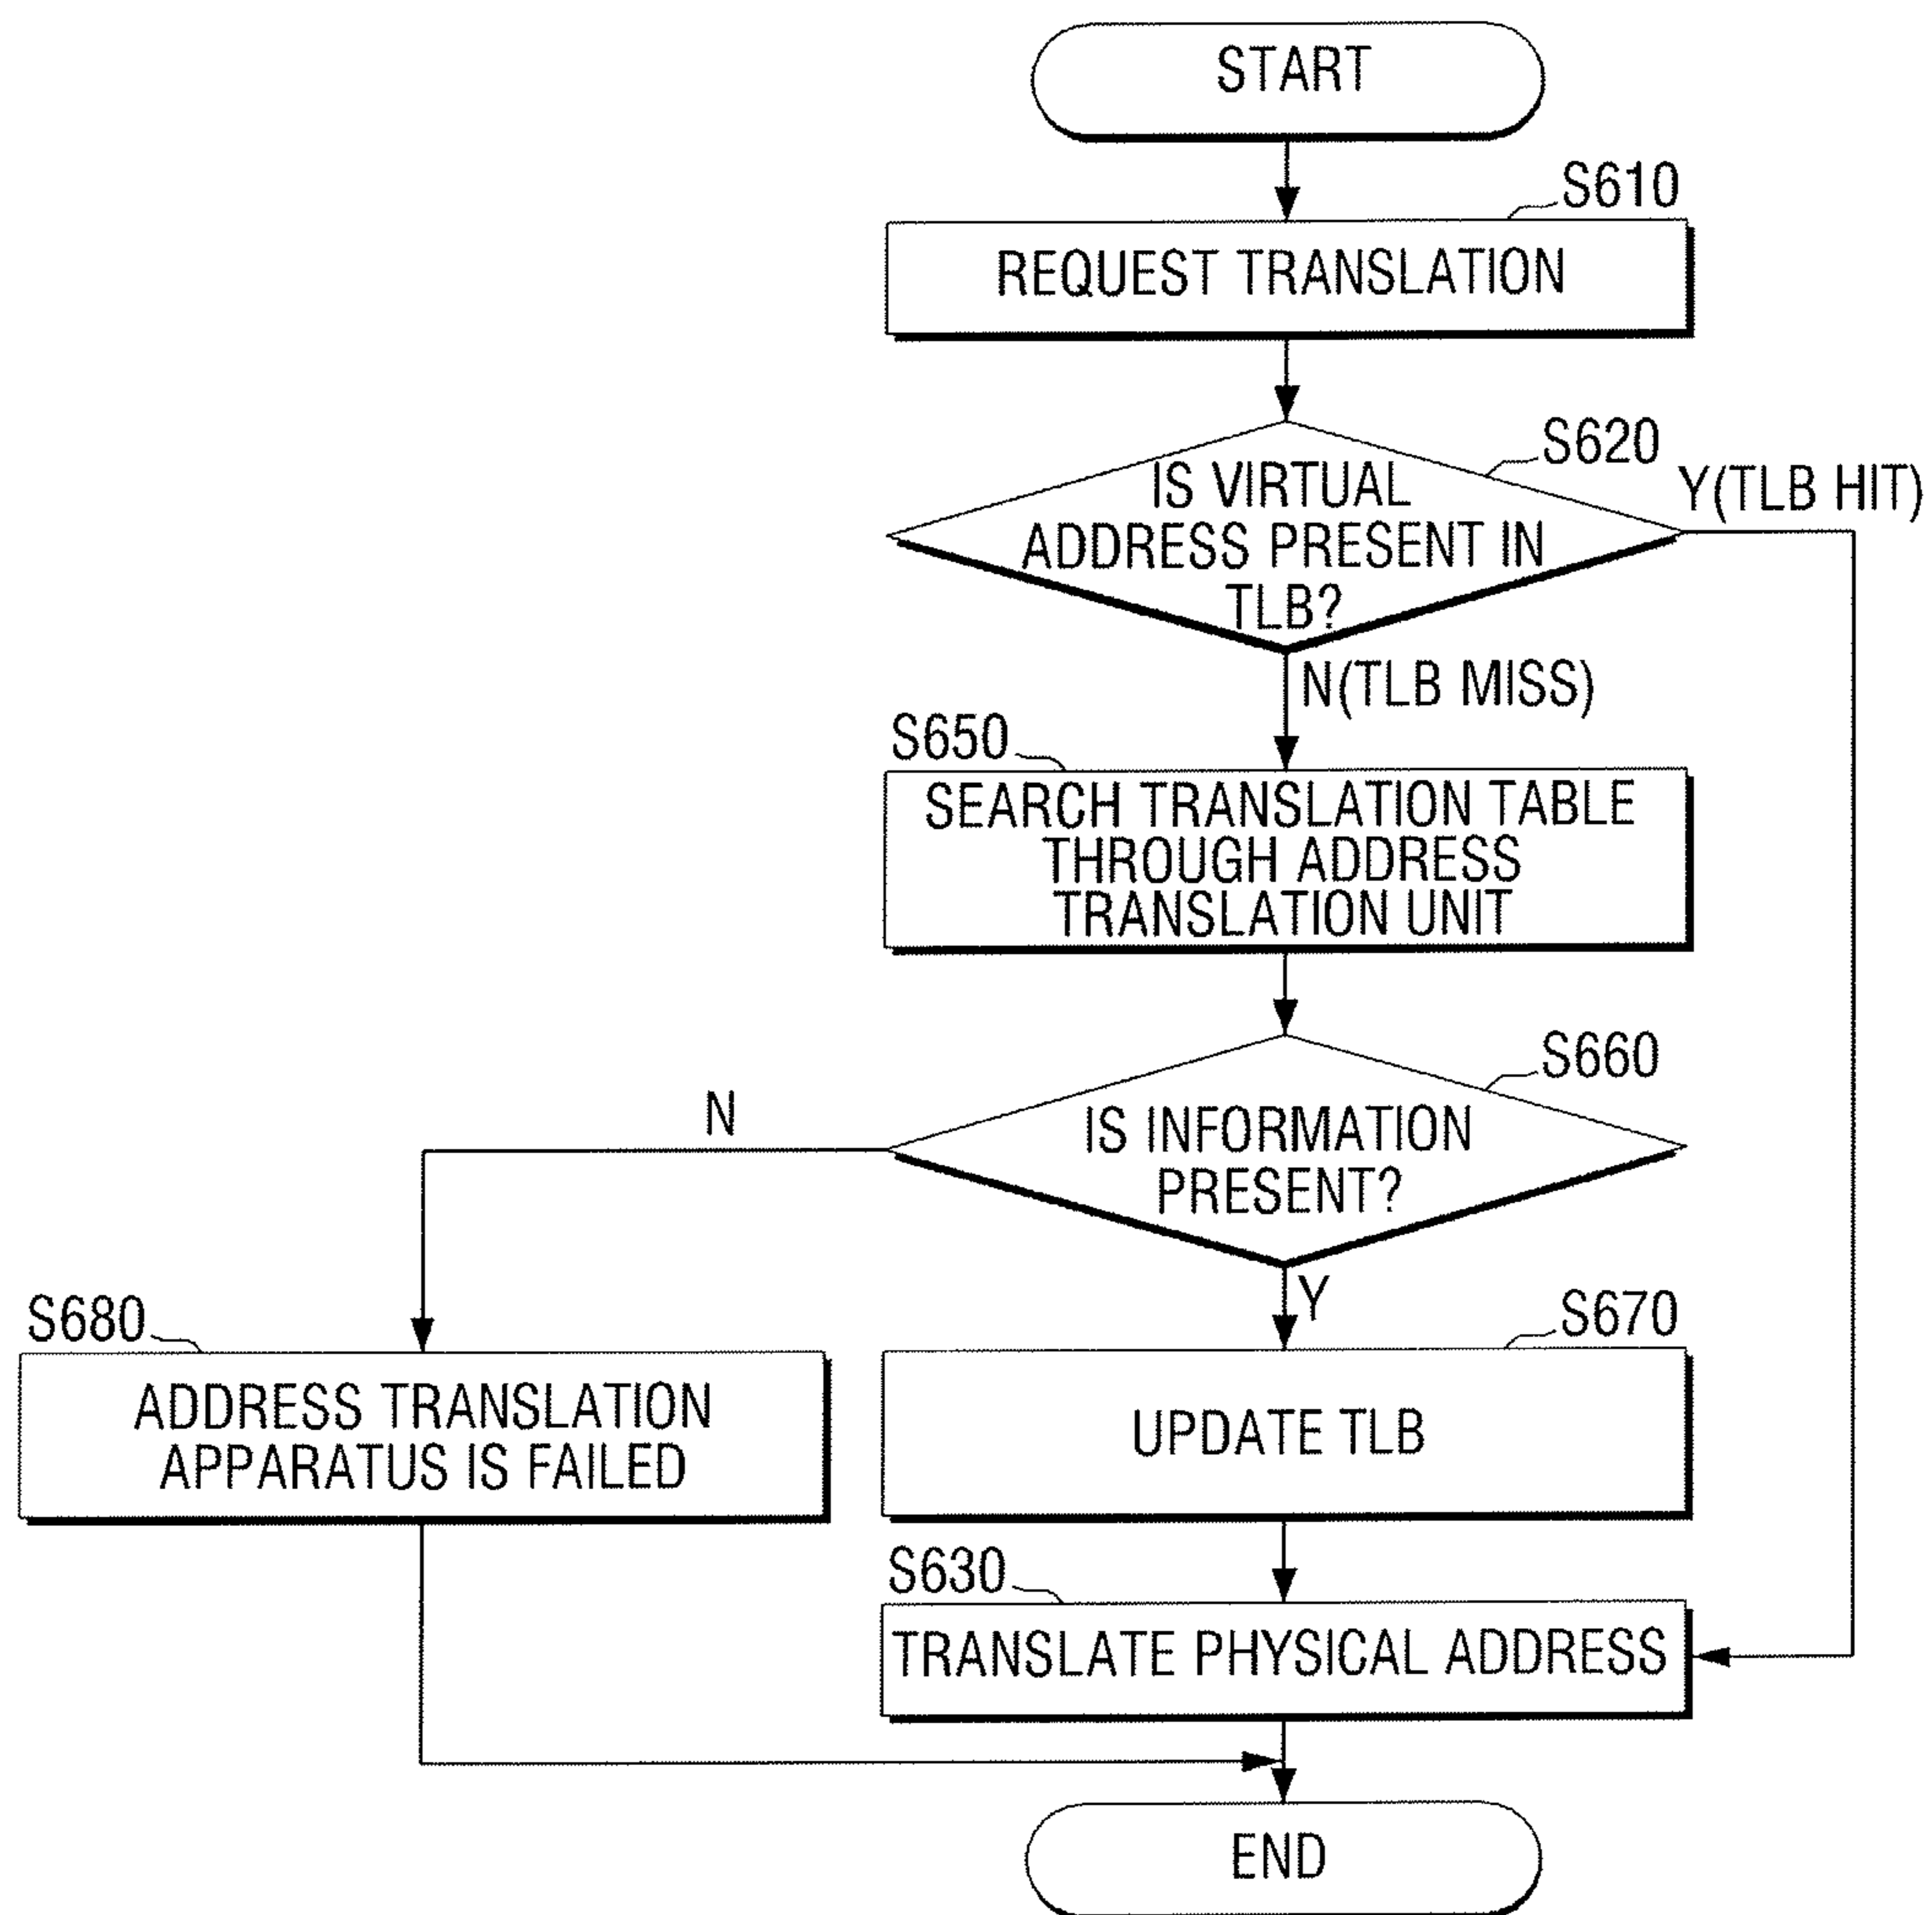 START
S610
REQUEST TRANSLATION
S620
IS VIRTUAL
ADDRESS PRESENT IN
TLB?
Y(TLB HIT)
N(TLB MISS)
S650
SEARCH TRANSLATION TABLE
THROUGH ADDRESS
TRANSLATION UNIT
S660
IS INFORMATION
PRESENT?
N
Y
S680
ADDRESS TRANSLATION
APPARATUS IS FAILED
S670
UPDATE TLB
S630
TRANSLATE PHYSICAL ADDRESS
END